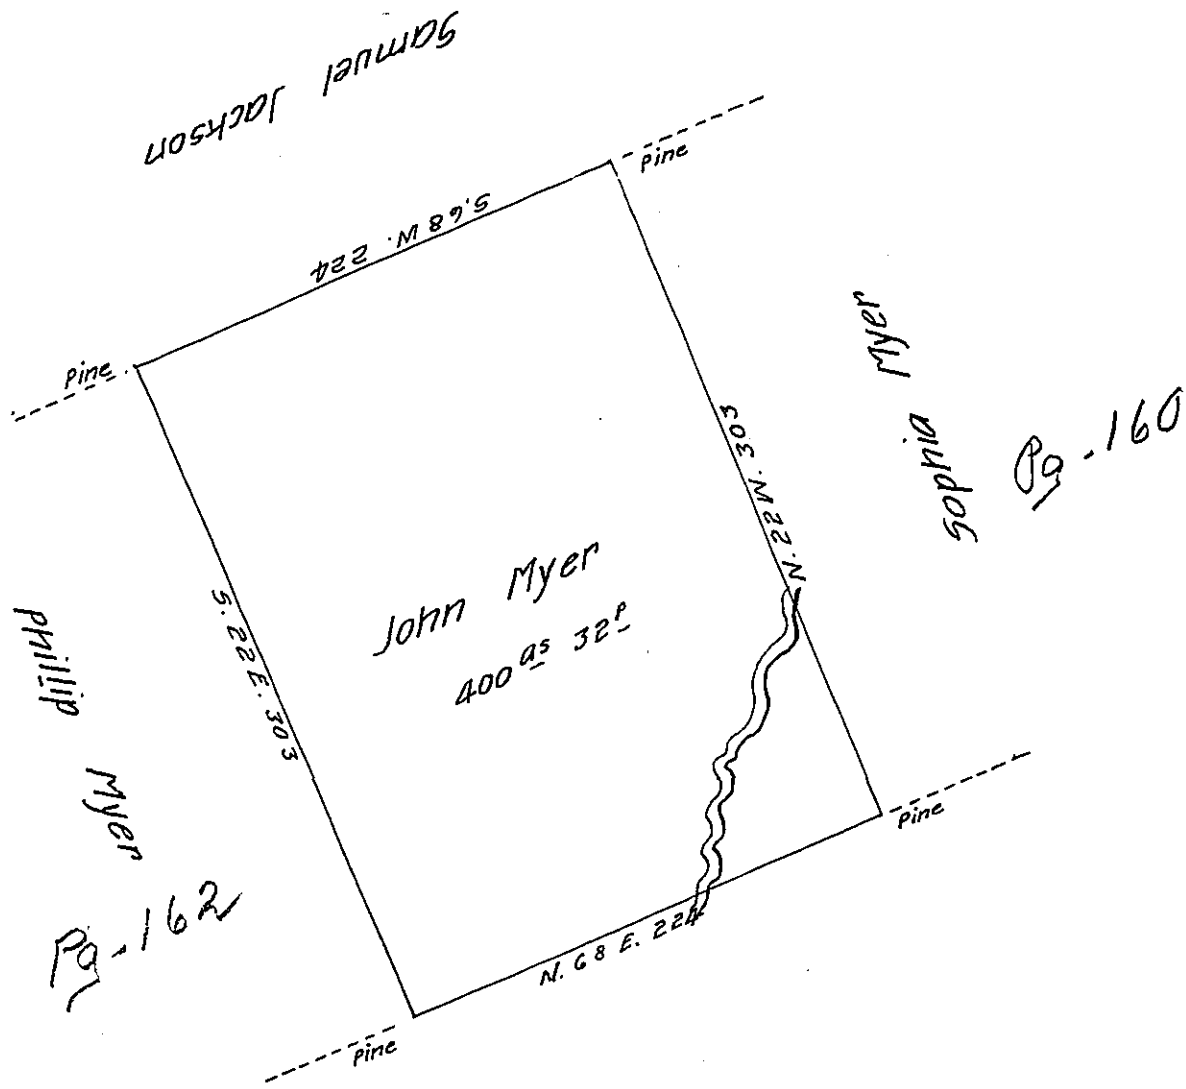 Samuel Jackson
Pine
S. 68 W. 224
Pine
N. 22 W. 303
Sophia Myer
Pg. 160
John Myer
400 as 32 P
S. 22 E. 303
Phillip Myer
Pg. 162
Pine
N. 68 E. 224
Pine